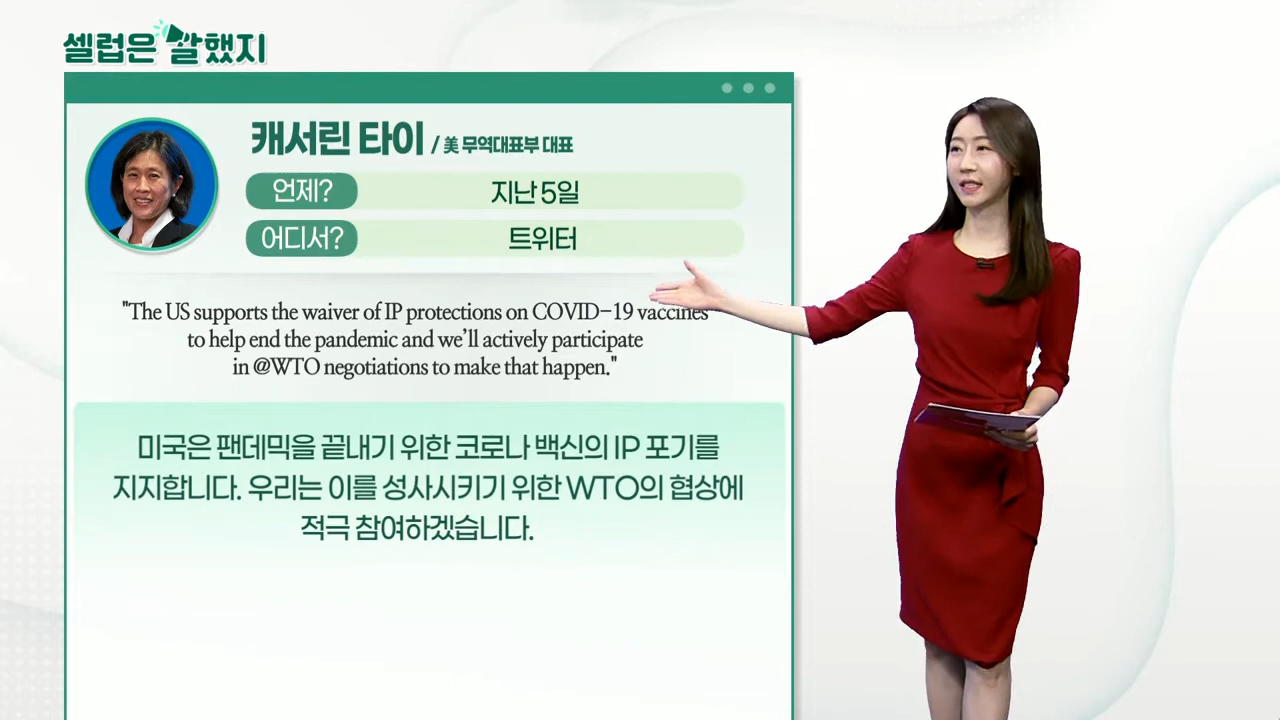 셀럽은 말했지
캐서린 타이 / 美 무역대표부 대표
언제? 지난 5일
어디서? 트위터
"The US supports the waiver of IP protections on COVID-19 vaccines
to help end the pandemic and we'll actively participate
in @WTO negotiations to make that happen."
미국은 팬데믹을 끝내기 위한 코로나 백신의 IP 포기를
지지합니다. 우리는 이를 성사시키기 위한 WTO의 협상에
적극 참여하겠습니다.